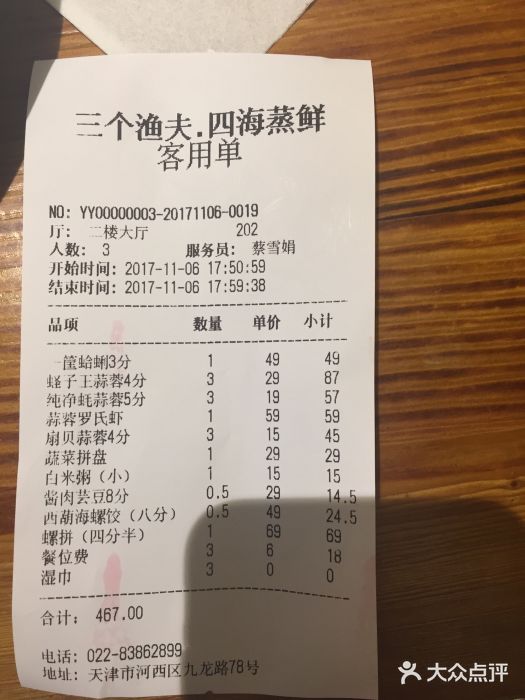 三个渔夫.四海蒸鲜
客用单
NO: YY00000003-20171106-0019
厅: 二楼大厅 202
人数: 3 服务员: 蔡雪娟
开始时间: 2017-11-06 17:50:59
结束时间: 2017-11-06 17:59:38
品项 数量 单价 小计
一筐蛤蜊3分 1 49 49
蛏子王蒜蓉4分 3 29 87
纯净蚝蒜蓉5分 3 19 57
蒜蓉罗氏虾 1 59 59
扇贝蒜蓉4分 3 15 45
蔬菜拼盘 1 29 29
白米粥（小） 1 15 15
酱肉芸豆8分 0.5 29 14.5
西葫海螺饺（八分） 0.5 49 24.5
螺拼（四分半） 1 69 69
餐位费 3 6 18
湿巾 3 0 0
合计: 467.00
电话: 022-83862899
地址: 天津市河西区九龙路78号
大众点评